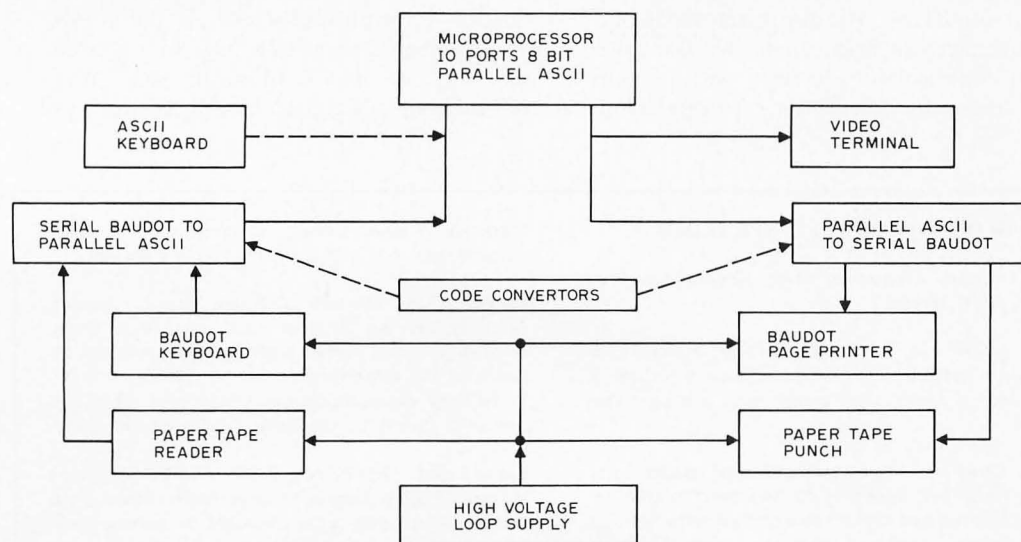 MICROPROCESSOR
IO PORTS 8 BIT
PARALLEL ASCII
ASCII
KEYBOARD
VIDEO
TERMINAL
SERIAL BAUDOT TO
PARALLEL ASCII
PARALLEL ASCII
TO SERIAL BAUDOT
CODE CONVERTORS
BAUDOT
KEYBOARD
BAUDOT
PAGE PRINTER
PAPER TAPE
READER
PAPER TAPE
PUNCH
HIGH VOLTAGE
LOOP SUPPLY